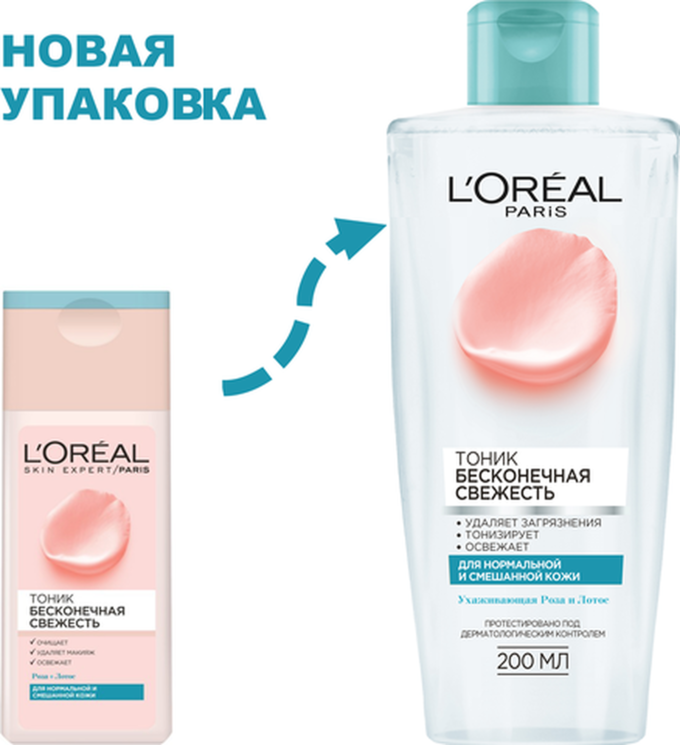 НОВАЯ
УПАКОВКА
L'ORÉAL
SKIN EXPERT/PARIS
ТОНИК
БЕСКОНЕЧНАЯ
СВЕЖЕСТЬ
ОЧИЩАЕТ
УДАЛЯЕТ МАКИЯЖ
ОСВЕЖАЕТ
Роза + Лотос
ДЛЯ НОРМАЛЬНОЙ И
СМЕШАННОЙ КОЖИ
L'ORÉAL
PARiS
ТОНИК
БЕСКОНЕЧНАЯ
СВЕЖЕСТЬ
• УДАЛЯЕТ ЗАГРЯЗНЕНИЯ
• ТОНИЗИРУЕТ
• ОСВЕЖАЕТ
ДЛЯ НОРМАЛЬНОЙ
И СМЕШАННОЙ КОЖИ
Ухаживающая Роза и Лотос
ПРОТЕСТИРОВАНО ПОД
ДЕРМАТОЛОГИЧЕСКИМ КОНТРОЛЕМ
200 МЛ